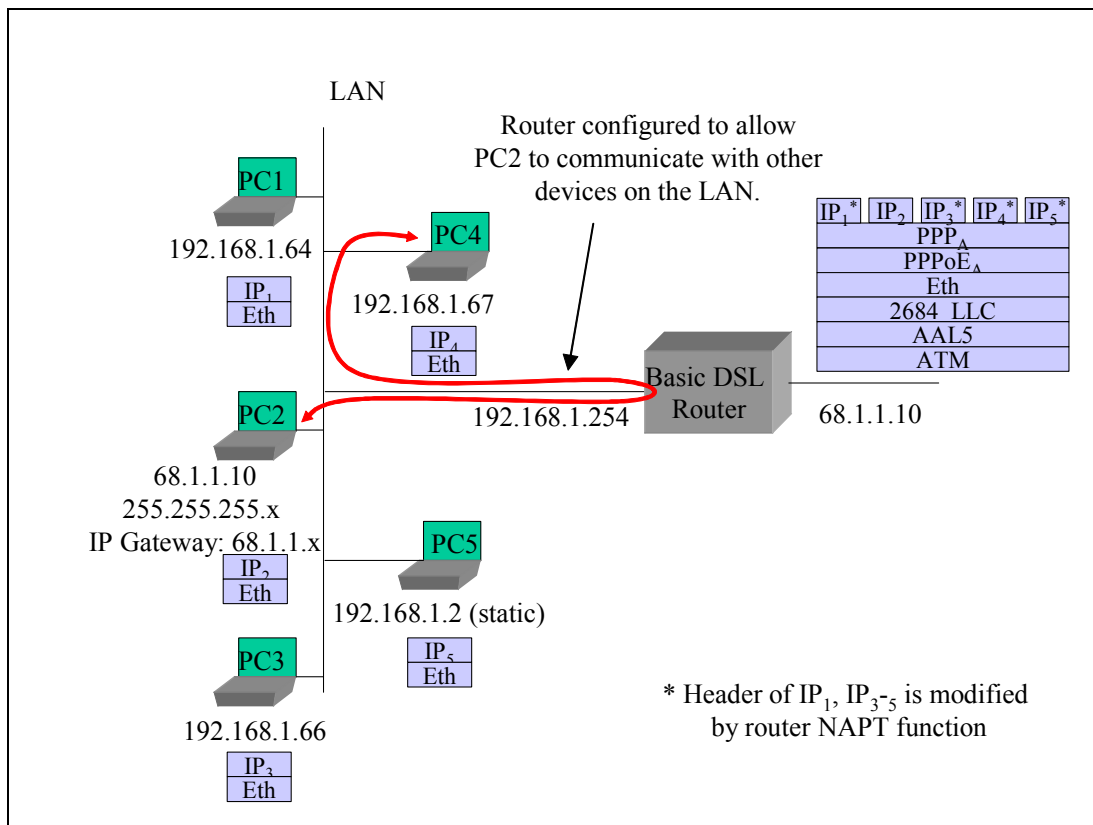 LAN
Router configured to allow
PC2 to communicate with other
devices on the LAN.
PC1
192.168.1.64
IP1
Eth
PC4
192.168.1.67
IP4
Eth
IP1* IP2 IP3* IP4* IP5*
PPPA
PPPoEA
Eth
2684 LLC
AAL5
ATM
Basic DSL
Router
192.168.1.254
68.1.1.10
PC2
68.1.1.10
255.255.255.x
IP Gateway: 68.1.1.x
IP2
Eth
PC5
192.168.1.2 (static)
IP5
Eth
PC3
192.168.1.66
IP3
Eth
* Header of IP1, IP3-5 is modified
by router NAPT function